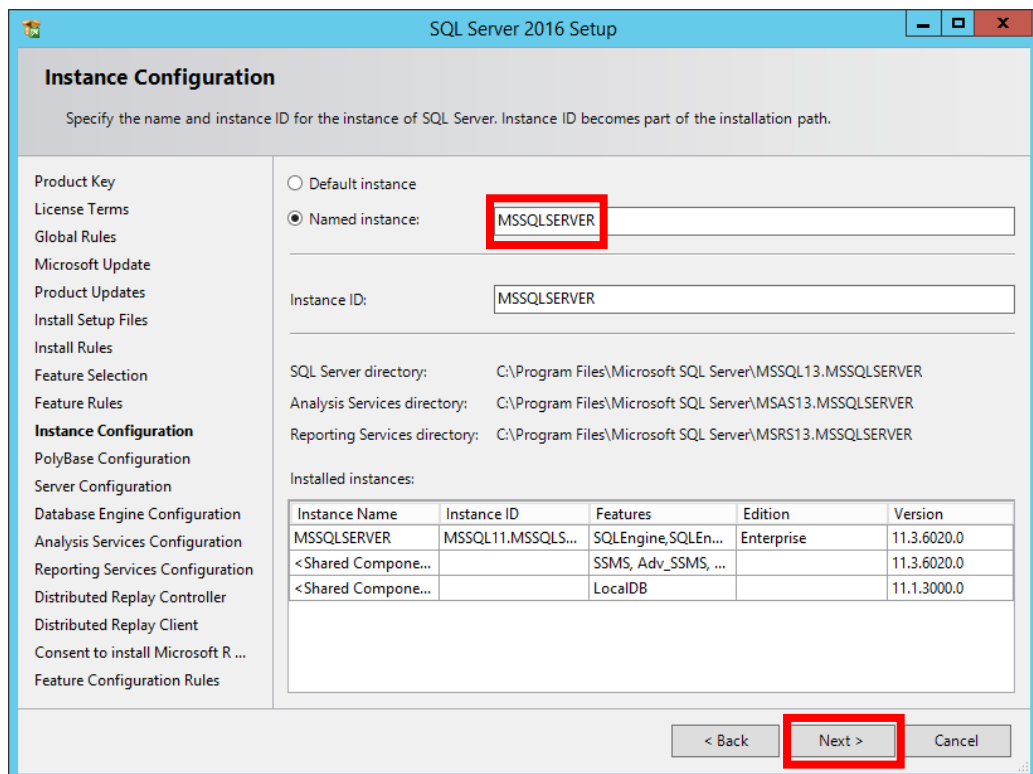 SQL Server 2016 Setup
Instance Configuration
Specify the name and instance ID for the instance of SQL Server. Instance ID becomes part of the installation path.
Product Key
License Terms
Global Rules
Microsoft Update
Product Updates
Install Setup Files
Install Rules
Feature Selection
Feature Rules
Instance Configuration
PolyBase Configuration
Server Configuration
Database Engine Configuration
Analysis Services Configuration
Reporting Services Configuration
Distributed Replay Controller
Distributed Replay Client
Consent to install Microsoft R ...
Feature Configuration Rules
Default instance
Named instance: MSSQLSERVER
Instance ID: MSSQLSERVER
SQL Server directory: C:\Program Files\Microsoft SQL Server\MSSQL13.MSSQLSERVER
Analysis Services directory: C:\Program Files\Microsoft SQL Server\MSAS13.MSSQLSERVER
Reporting Services directory: C:\Program Files\Microsoft SQL Server\MSRS13.MSSQLSERVER
Installed instances:
Instance Name Instance ID Features Edition Version
MSSQLSERVER MSSQL11.MSSQLS... SQLEngine,SQLEn... Enterprise 11.3.6020.0
<Shared Compone... SSMS, Adv_SSMS, ... 11.3.6020.0
<Shared Compone... LocalDB 11.1.3000.0
< Back Next > Cancel